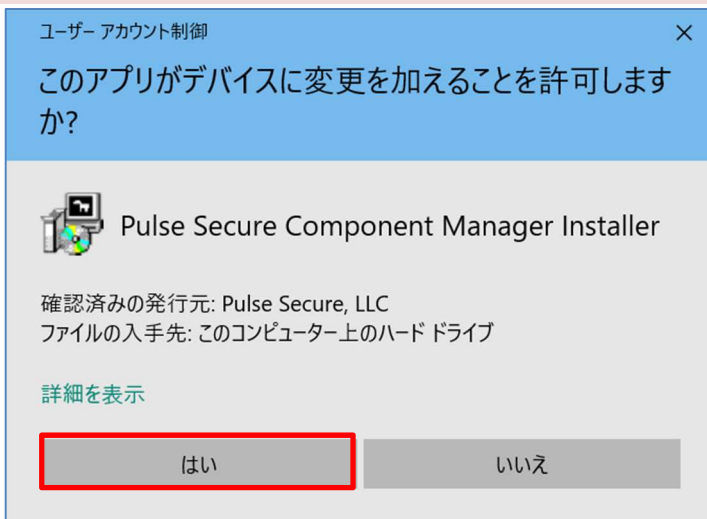 ユーザー アカウント制御
このアプリがデバイスに変更を加えることを許可します
か?
Pulse Secure Component Manager Installer
確認済みの発行元: Pulse Secure, LLC
ファイルの入手先: このコンピューター上のハード ドライブ
詳細を表示
はい
いいえ